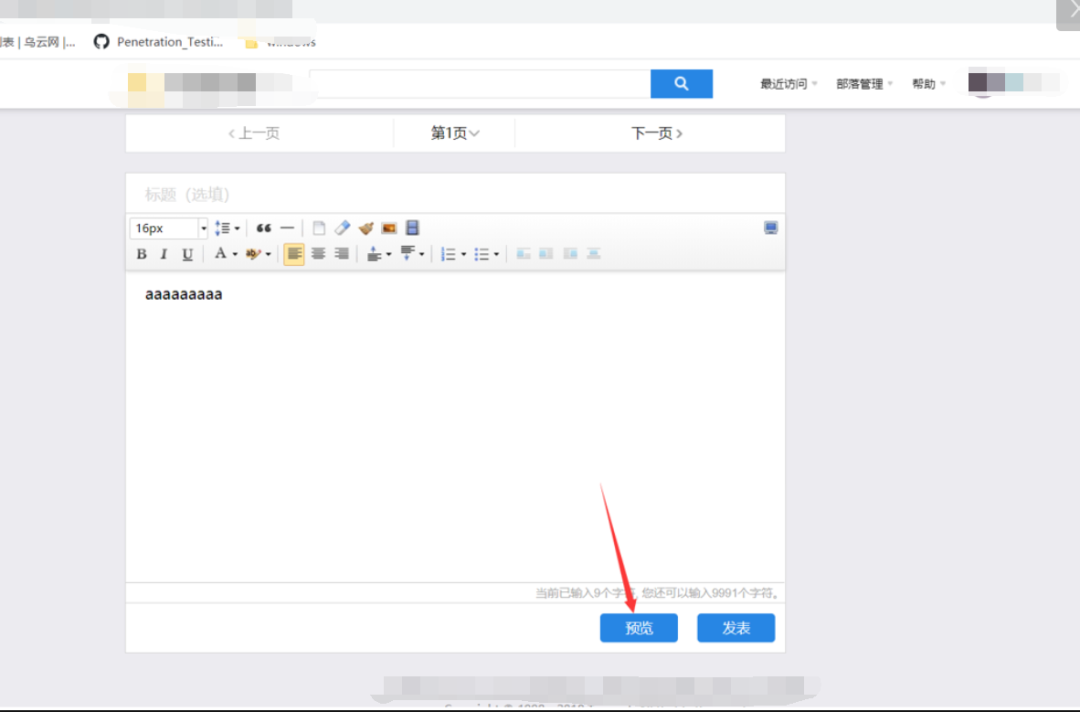 表 | 乌云网 |... Penetration_Testi... windows
最近访问 部落管理 帮助
上一页 第1页 下一页
标题（选填）
16px
B I U A ab
aaaaaaaaa
当前已输入9个字符, 您还可以输入9991个字符。
预览 发表